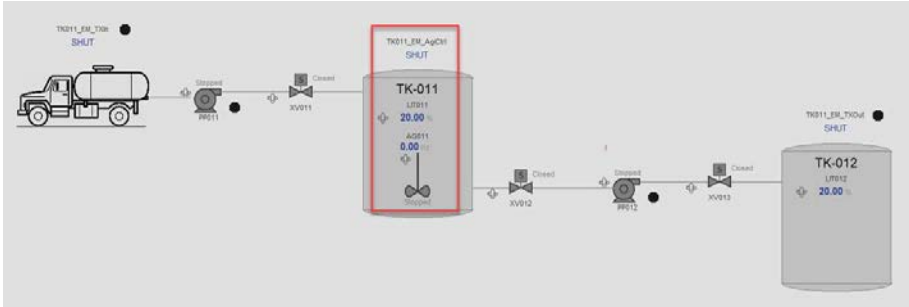 TK011_EM_TXIn
SHUT
Stopped
PP011
S
Closed
XV011
TK011_EM_AgCtrl
SHUT
TK-011
LIT011
20.00 %
AG011
0.00
Stopped
S
Closed
XV012
Stopped
PP012
S
Closed
XV013
TK011_EM_TXOut
SHUT
TK-012
LIT012
20.00 %